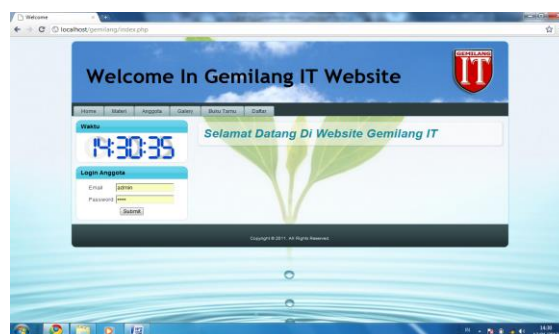 Welcome
localhost/gemilang/index.php
Welcome In Gemilang IT Website
GEMILANG
IT
Home Materi Anggota Galery Buku Tamu Daftar
Waktu
14:30:35
Selamat Datang Di Website Gemilang IT
Login Anggota
Email admin
Password
Submit
Copyright © 2011. All Rights Reserved.
14:30